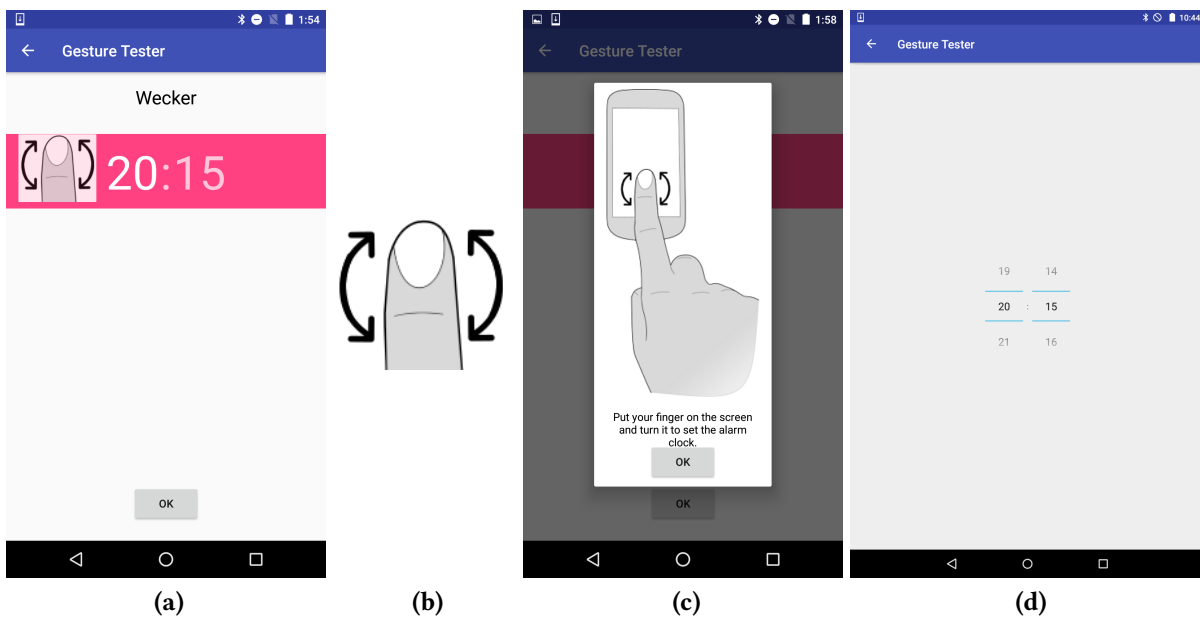 1:54
Gesture Tester
Wecker
20:15
OK
(a)
(b)
1:58
Gesture Tester
Put your finger on the screen
and turn it to set the alarm
clock.
OK
OK
(c)
10:44
Gesture Tester
19 14
20 : 15
21 16
(d)